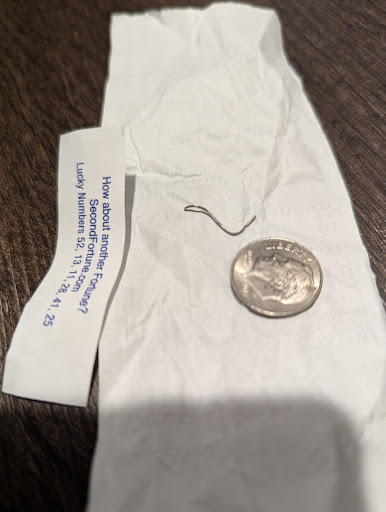 How about another Fortune?
SecondFortune.com
Lucky Numbers 52, 13, 11, 28, 41, 25
LIBERTY